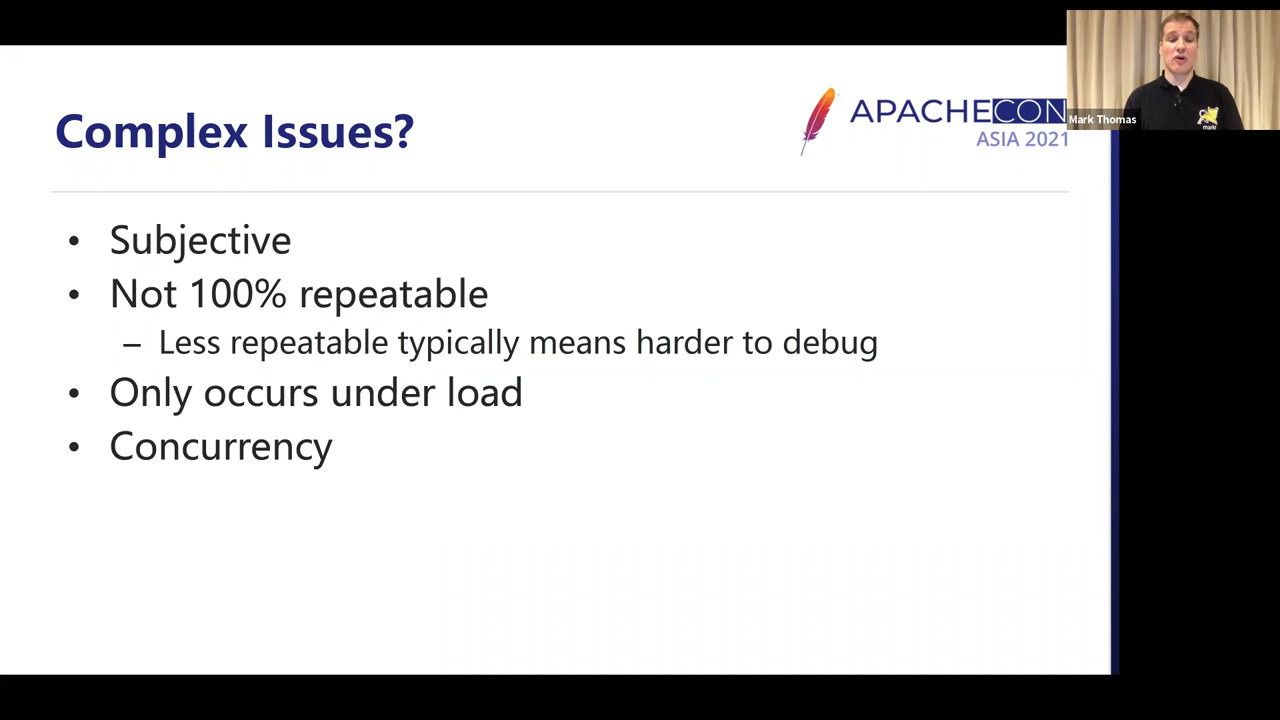 Complex Issues?
APACHECON
ASIA 2021
Mark Thomas
• Subjective
• Not 100% repeatable
– Less repeatable typically means harder to debug
• Only occurs under load
• Concurrency